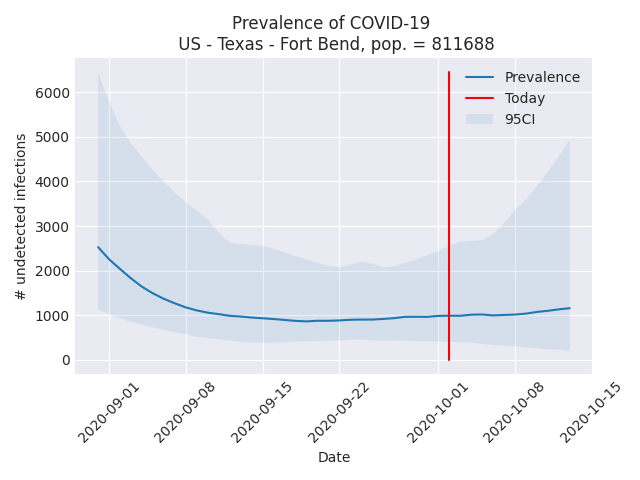 Prevalence of COVID-19
US - Texas - Fort Bend, pop. = 811688
Prevalence
Today
95CI
# undetected infections
6000
5000
4000
3000
2000
1000
0
2020-09-01
2020-09-08
2020-09-15
2020-09-22
2020-10-01
2020-10-08
2020-10-15
Date